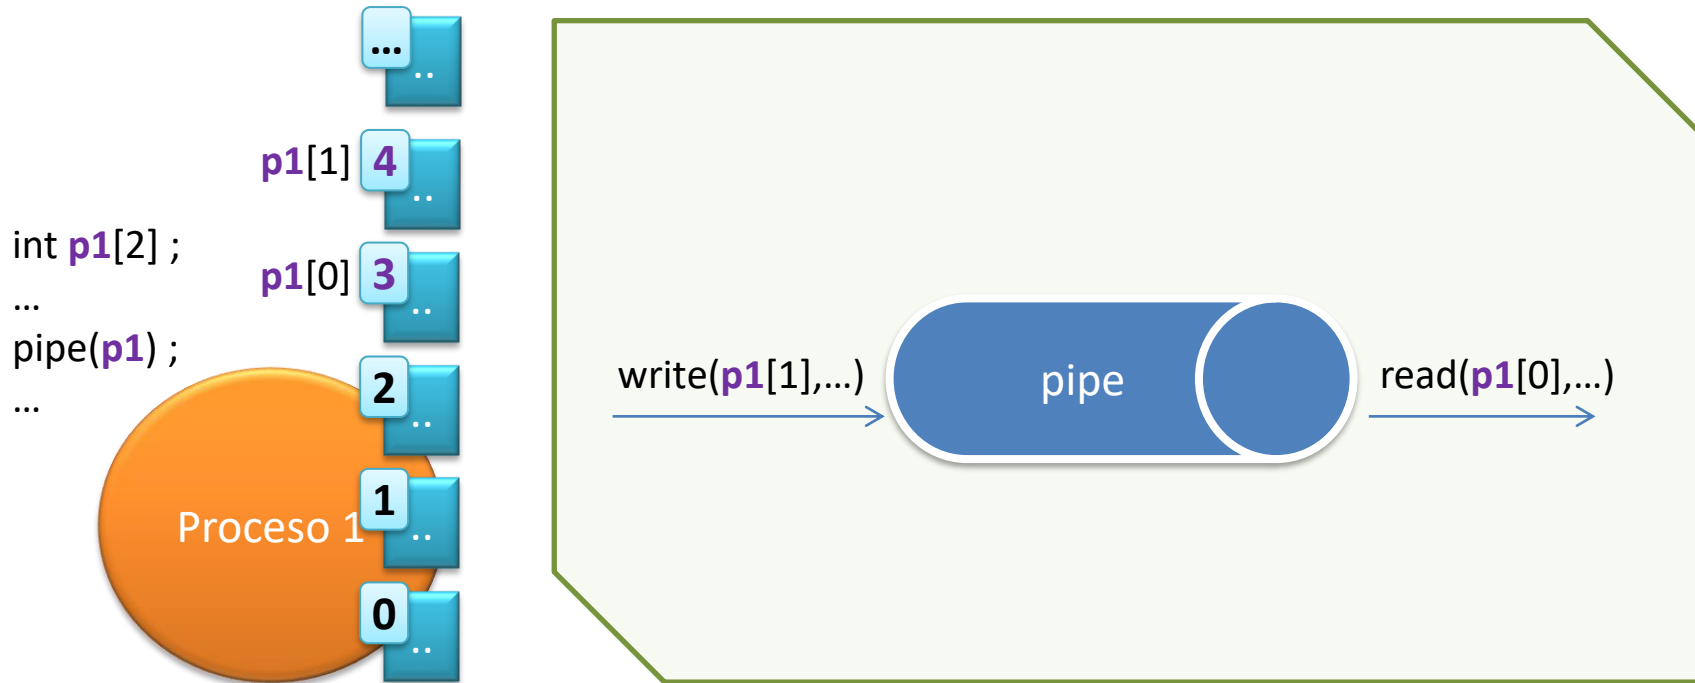 …
..
p1[1] 4
..
int p1[2] ;
p1[0] 3
…
..
pipe(p1) ;
…
2
..
Proceso 1
1
..
0
..
write(p1[1],…)
pipe
read(p1[0],…)